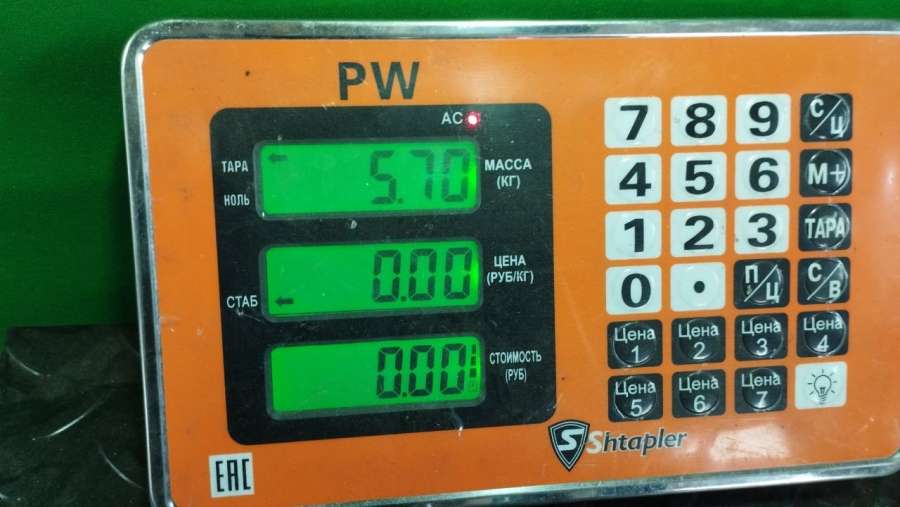 PW
AC
ТАРА
НОЛЬ
5.70
МАССА
(КГ)
СТАБ
0.00
ЦЕНА
(РУБ/КГ)
0.00
СТОИМОСТЬ
(РУБ)
7 8 9 С/Ц
4 5 6 М+
1 2 3 ТАРА
0 . П/Ц С/В
Цена 1 Цена 2 Цена 3 Цена 4
Цена 5 Цена 6 Цена 7
Shtapler
EAC